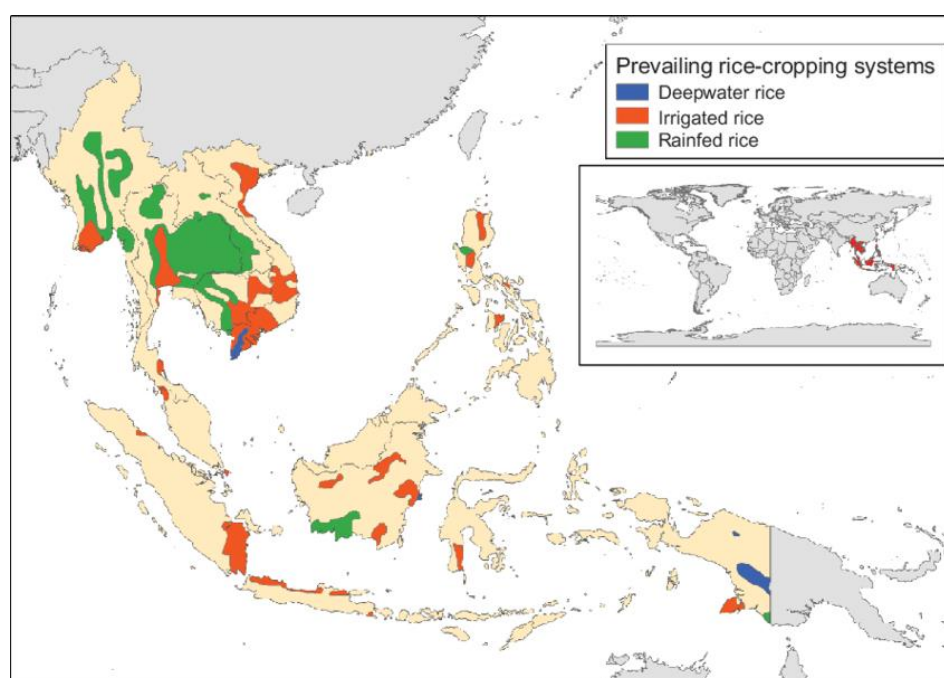 Prevailing rice-cropping systems
Deepwater rice
Irrigated rice
Rainfed rice